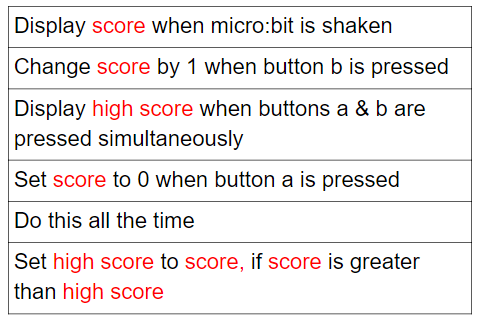 Display score when micro:bit is shaken
Change score by 1 when button b is pressed
Display high score when buttons a & b are
pressed simultaneously
Set score to 0 when button a is pressed
Do this all the time
Set high score to score, if score is greater
than high score